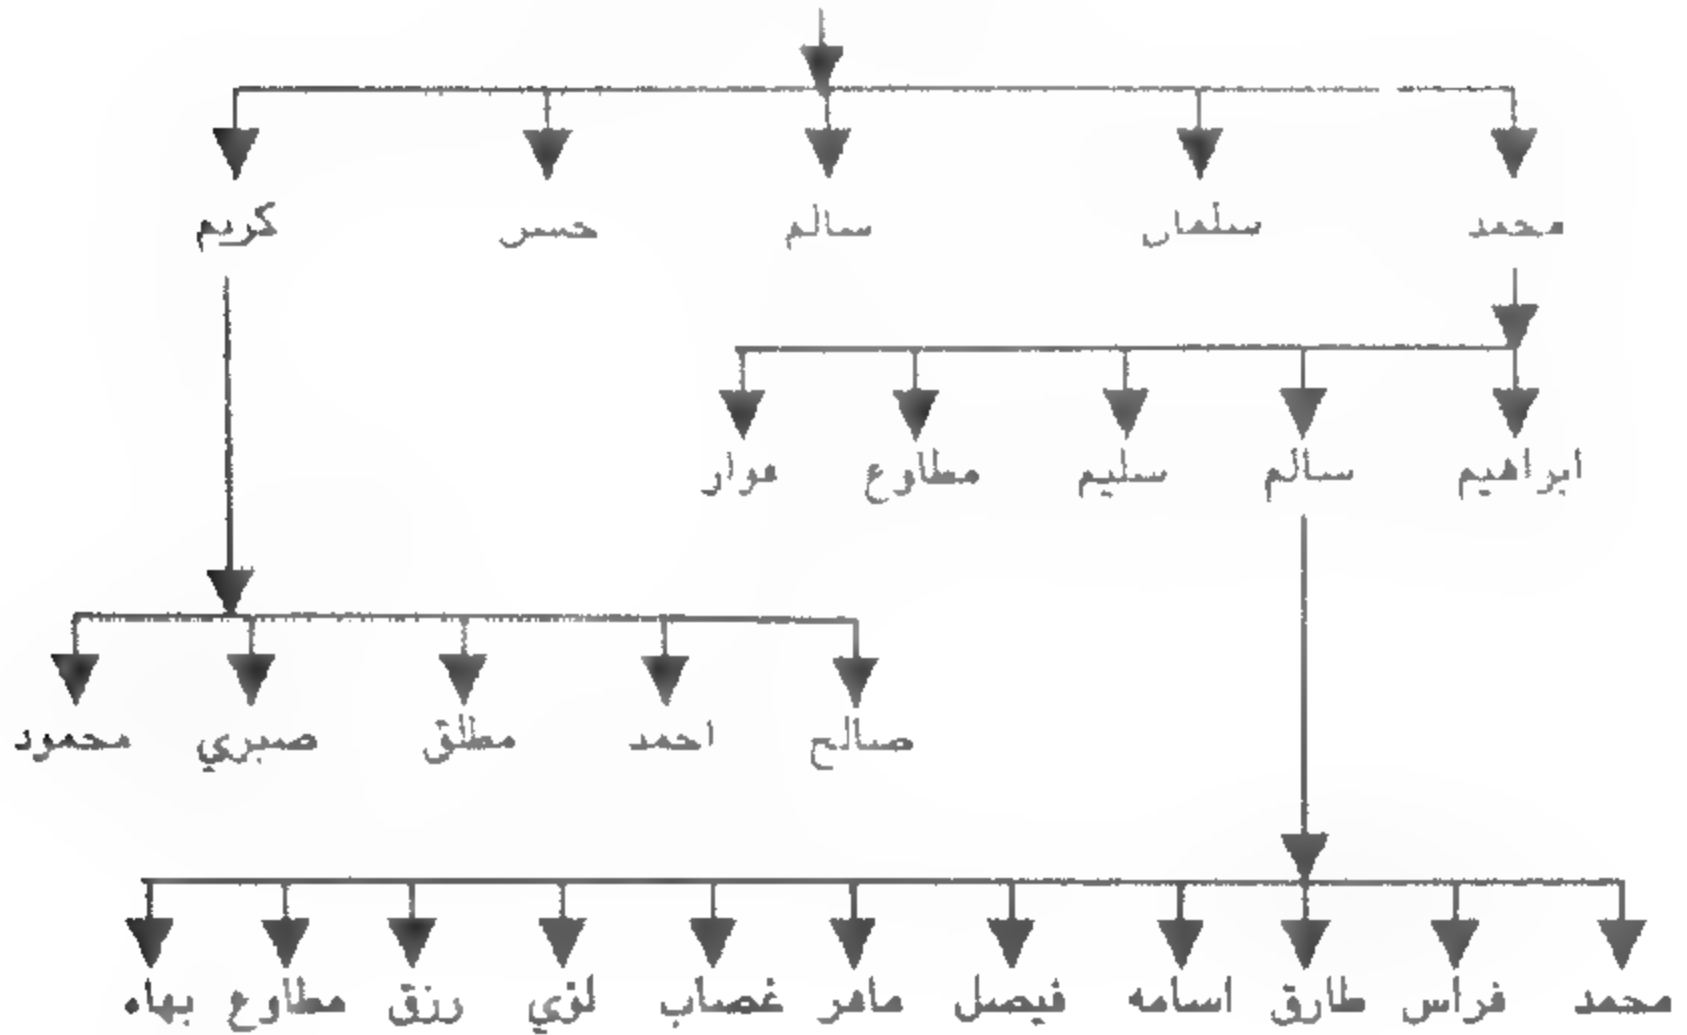 محمد سلمان سالم حسن كريم
ابراهيم سالم سليم مطاوع
صالح احمد مطلق صبري محمود
محمد فراس طارق اسامه فيصل ماهر غصاب لؤي رزق مطاوع بهاء